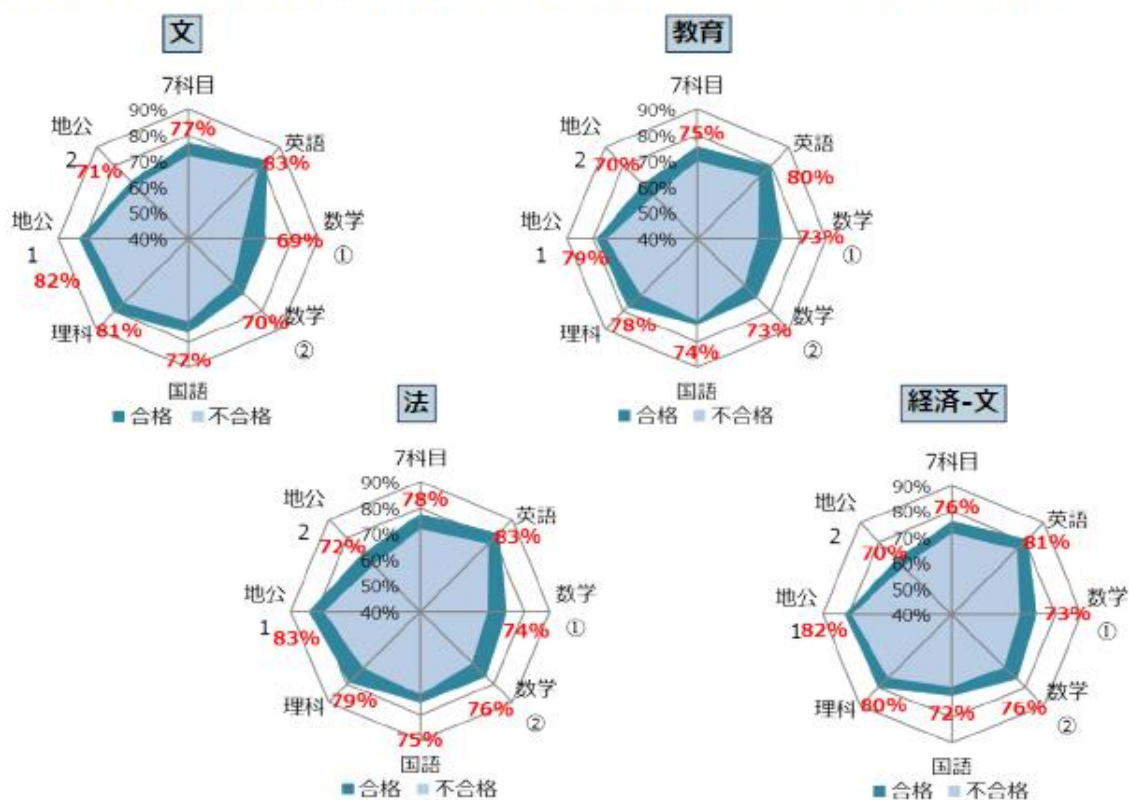 文
7科目
90%
77%
80%
70%
60%
50%
40%
英語
83%
数学
①
69%
数学
②
70%
国語
77%
理科
81%
地公
1
82%
地公
2
71%
合格 不合格
教育
7科目
90%
80%
75%
70%
60%
50%
40%
英語
80%
数学
①
73%
数学
②
73%
国語
74%
理科
78%
地公
1
79%
地公
2
70%
合格 不合格
法
7科目
90%
78%
80%
70%
60%
50%
40%
英語
83%
数学
①
74%
数学
②
76%
国語
75%
理科
79%
地公
1
83%
地公
2
72%
合格 不合格
経済-文
7科目
90%
76%
80%
70%
60%
50%
40%
英語
81%
数学
①
73%
数学
②
76%
国語
72%
理科
80%
地公
1
82%
地公
2
70%
合格 不合格